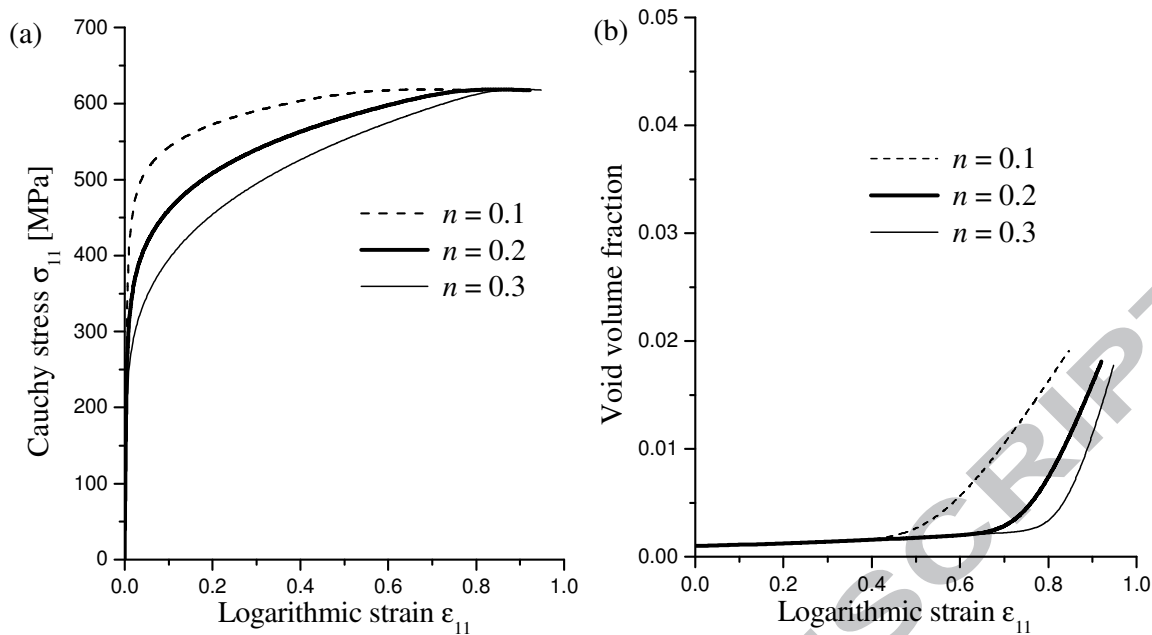 (a)
700
600
500
400
300
200
100
0
Cauchy stress σ11 [MPa]
n = 0.1
n = 0.2
n = 0.3
0.0 0.2 0.4 0.6 0.8 1.0
Logarithmic strain ε11
(b)
0.05
0.04
0.03
0.02
0.01
0.00
Void volume fraction
n = 0.1
n = 0.2
n = 0.3
0.0 0.2 0.4 0.6 0.8 1.0
Logarithmic strain ε11
SCRIPT